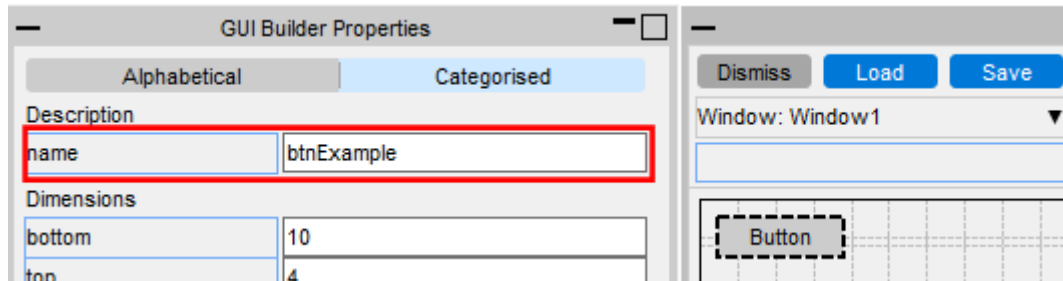 GUI Builder Properties
Alphabetical Categorised
Description
name btnExample
Dimensions
bottom 10
top 4
Dismiss Load Save
Window: Window1
Button